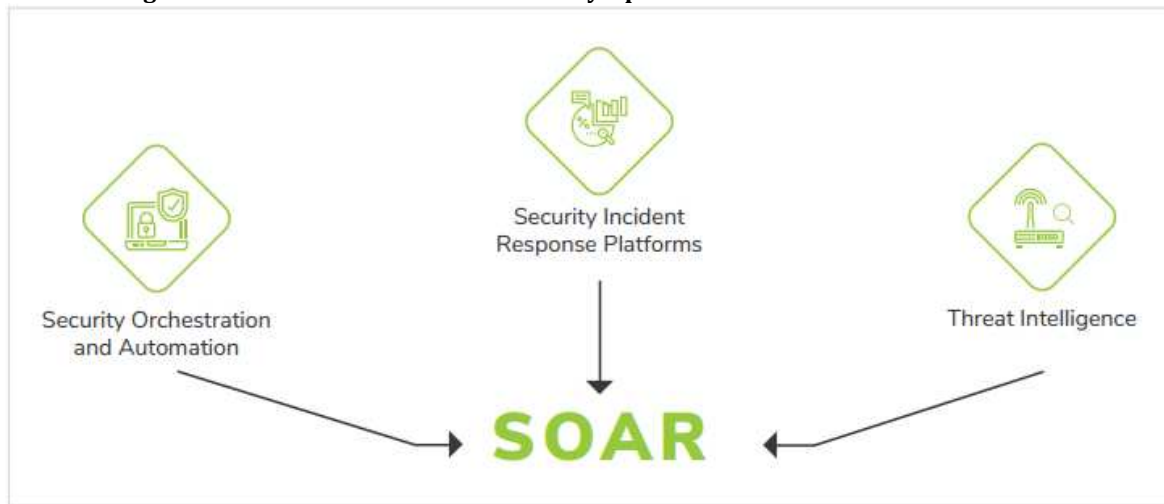 Security Incident
Response Platforms
Security Orchestration
and Automation
Threat Intelligence
SOAR